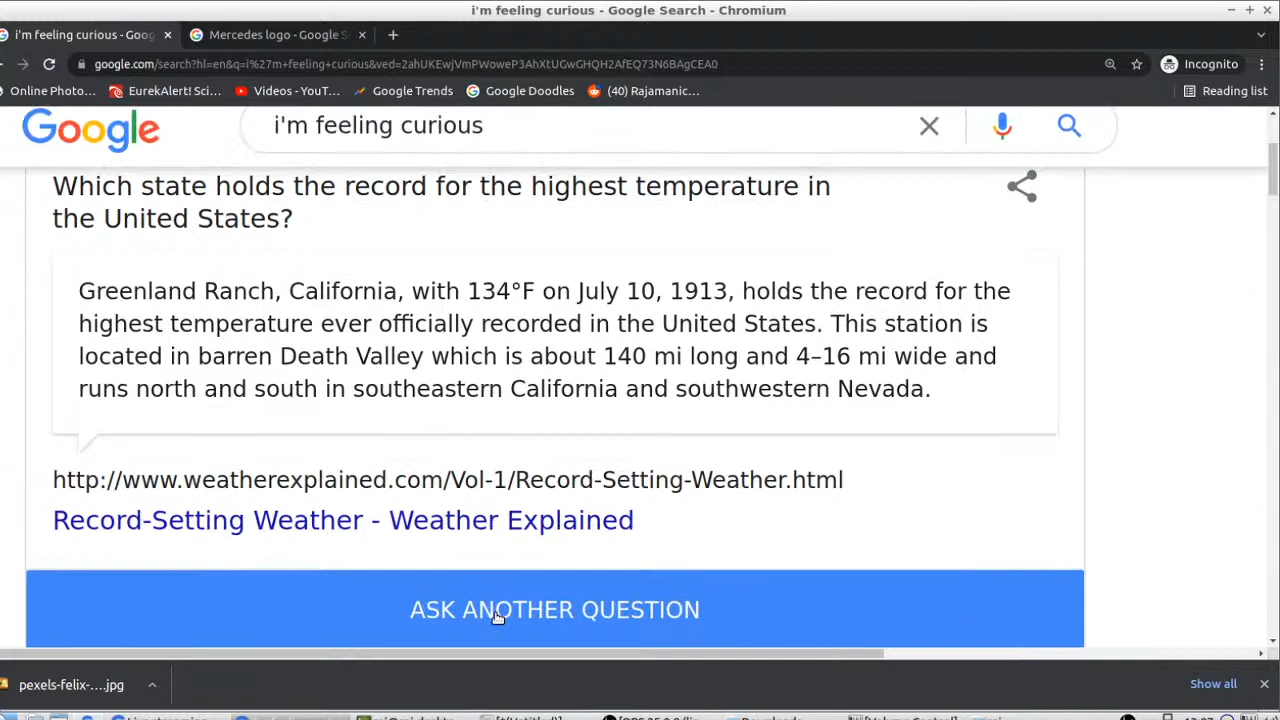 i'm feeling curious - Google Search - Chromium
i'm feeling curious - Goog
Mercedes logo - Google S
google.com/search?hl=en&q=i%27m+feeling+curious&ved=2ahUKEwjVmPWoweP3AhXtUGwGHQH2AfEQ73N6BAgCEA0
Incognito
Online Photo…
EurekAlert! Sci…
Videos - YouT…
Google Trends
Google Doodles
(40) Rajamanic…
Reading list
Google
i'm feeling curious
Which state holds the record for the highest temperature in
the United States?
Greenland Ranch, California, with 134°F on July 10, 1913, holds the record for the
highest temperature ever officially recorded in the United States. This station is
located in barren Death Valley which is about 140 mi long and 4–16 mi wide and
runs north and south in southeastern California and southwestern Nevada.
http://www.weatherexplained.com/Vol-1/Record-Setting-Weather.html
Record-Setting Weather - Weather Explained
ASK ANOTHER QUESTION
pexels-felix-....jpg
Show all